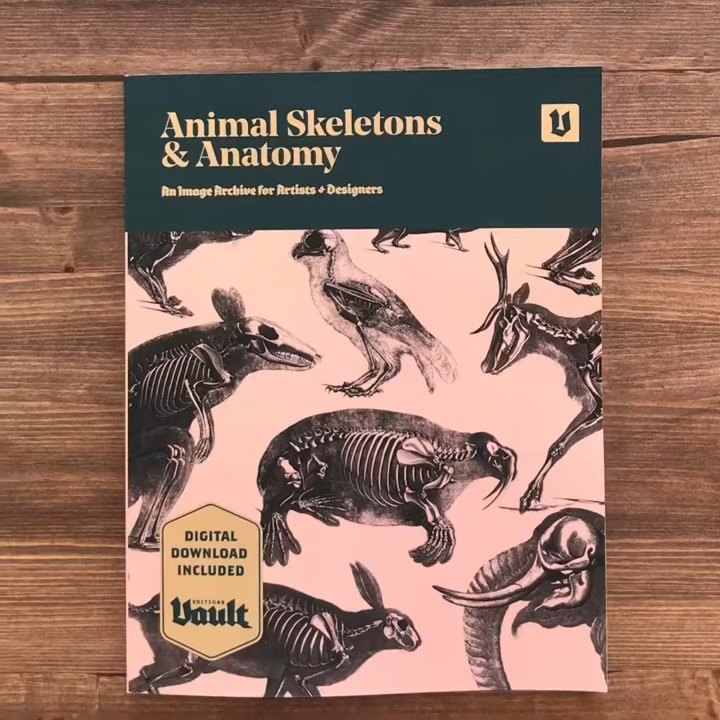 Animal Skeletons
& Anatomy
An Image Archive for Artists + Designers
V
DIGITAL
DOWNLOAD
INCLUDED
EDITIONS
Vault